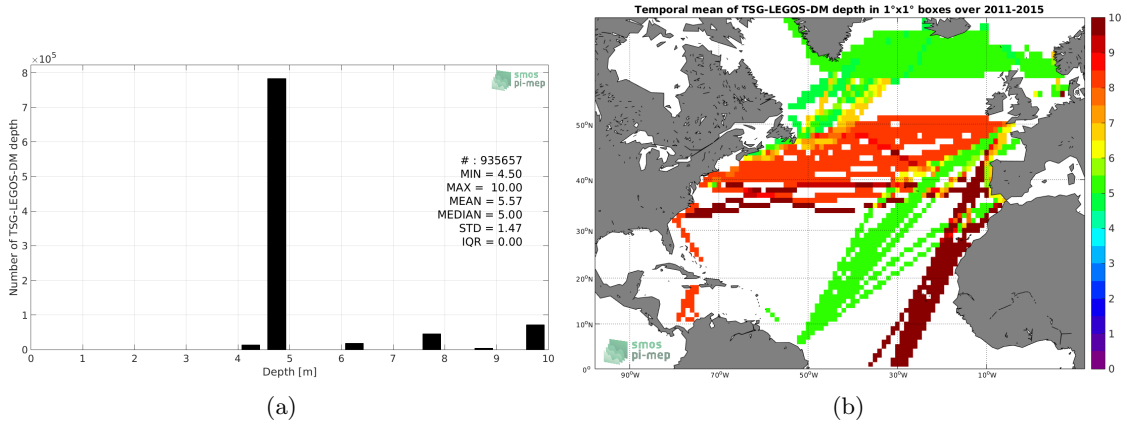 ×10⁵
8
7
6
5
4
3
2
1
0
Number of TSG-LEGOS-DM depth
smos
pi-mep
# : 935657
MIN = 4.50
MAX = 10.00
MEAN = 5.57
MEDIAN = 5.00
STD = 1.47
IQR = 0.00
0 1 2 3 4 5 6 7 8 9 10
Depth [m]
(a)
Temporal mean of TSG-LEGOS-DM depth in 1°x1° boxes over 2011-2015
50°N
40°N
30°N
20°N
10°N
0°
90°W 70°W 50°W 30°W 10°W
smos
pi-mep
10
9
8
7
6
5
4
3
2
1
0
(b)